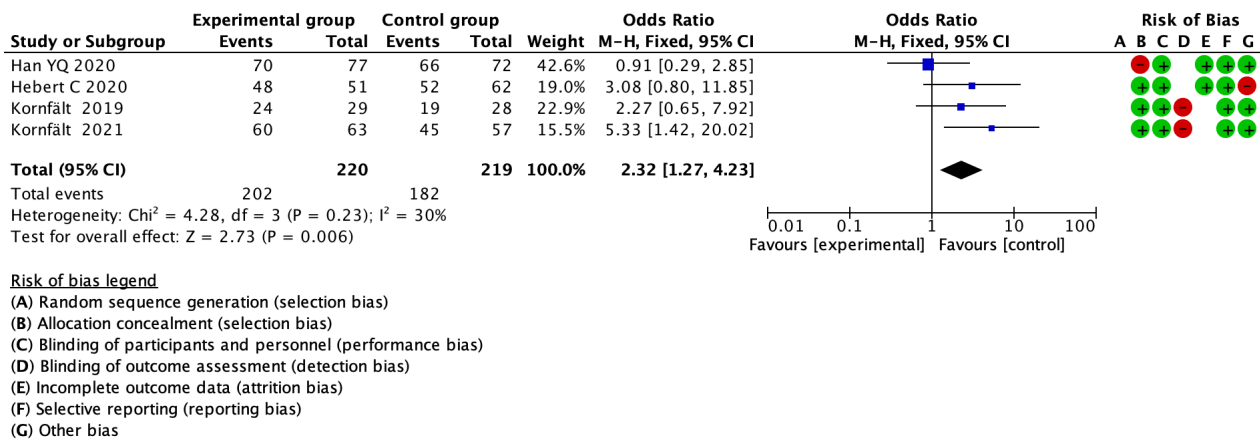 Experimental group Control group Odds Ratio Odds Ratio Risk of Bias
Study or Subgroup Events Total Events Total Weight M-H, Fixed, 95% CI M-H, Fixed, 95% CI A B C D E F G
Han YQ 2020 70 77 66 72 42.6% 0.91 [0.29, 2.85] - + + + +
Hebert C 2020 48 51 52 62 19.0% 3.08 [0.80, 11.85] + + + + -
Kornfält 2019 24 29 19 28 22.9% 2.27 [0.65, 7.92] + + - + +
Kornfält 2021 60 63 45 57 15.5% 5.33 [1.42, 20.02] + + - + +
Total (95% CI) 220 219 100.0% 2.32 [1.27, 4.23]
Total events 202 182
Heterogeneity: Chi² = 4.28, df = 3 (P = 0.23); I² = 30%
Test for overall effect: Z = 2.73 (P = 0.006)
0.01 0.1 1 10 100
Favours [experimental] Favours [control]
Risk of bias legend
(A) Random sequence generation (selection bias)
(B) Allocation concealment (selection bias)
(C) Blinding of participants and personnel (performance bias)
(D) Blinding of outcome assessment (detection bias)
(E) Incomplete outcome data (attrition bias)
(F) Selective reporting (reporting bias)
(G) Other bias